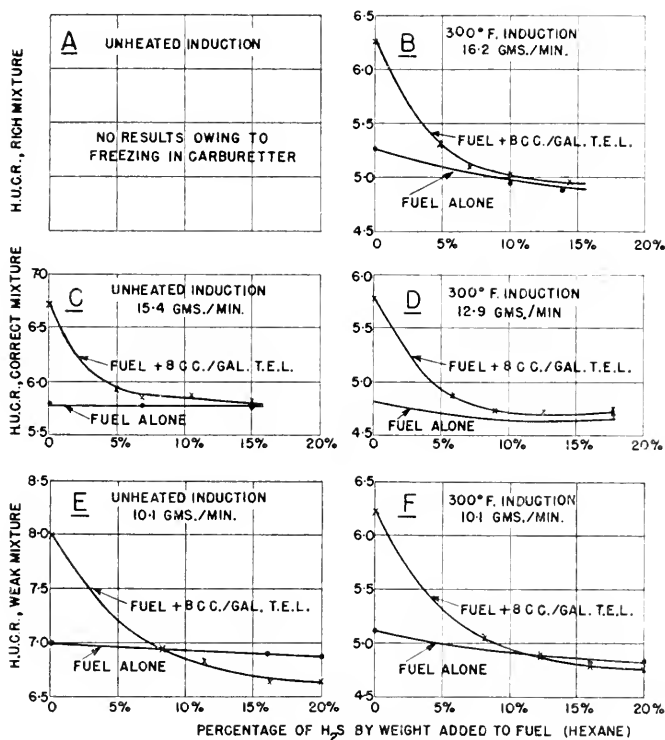 A
UNHEATED INDUCTION
NO RESULTS OWING TO
FREEZING IN CARBURETTER
H.U.C.R., RICH MIXTURE
B
300° F. INDUCTION
16·2 GMS./MIN.
FUEL + 8 C.C./GAL. T.E.L.
FUEL ALONE
6·0
5·5
5·0
4·5
0 5% 10% 15% 20%
C
UNHEATED INDUCTION
15·4 GMS./MIN.
FUEL + 8 C.C./GAL. T.E.L.
FUEL ALONE
H.U.C.R., CORRECT MIXTURE
7·0
6·5
6·0
5·5
0 5% 10% 15% 20%
D
300° F. INDUCTION
12·9 GMS./MIN
FUEL + 8 C.C./GAL. T.E.L.
FUEL ALONE
6·0
5·5
5·0
4·5
0 5% 10% 15% 20%
E
UNHEATED INDUCTION
10·1 GMS./MIN.
FUEL + 8 C.C./GAL. T.E.L.
FUEL ALONE
H.U.C.R., WEAK MIXTURE
8·5
8·0
7·5
7·0
6·5
0 5% 10% 15% 20%
F
300° F. INDUCTION
10·1 GMS./MIN.
FUEL + 8 C.C./GAL. T.E.L.
FUEL ALONE
6·0
5·5
5·0
4·5
0 5% 10% 15% 20%
PERCENTAGE OF H₂S BY WEIGHT ADDED TO FUEL (HEXANE)